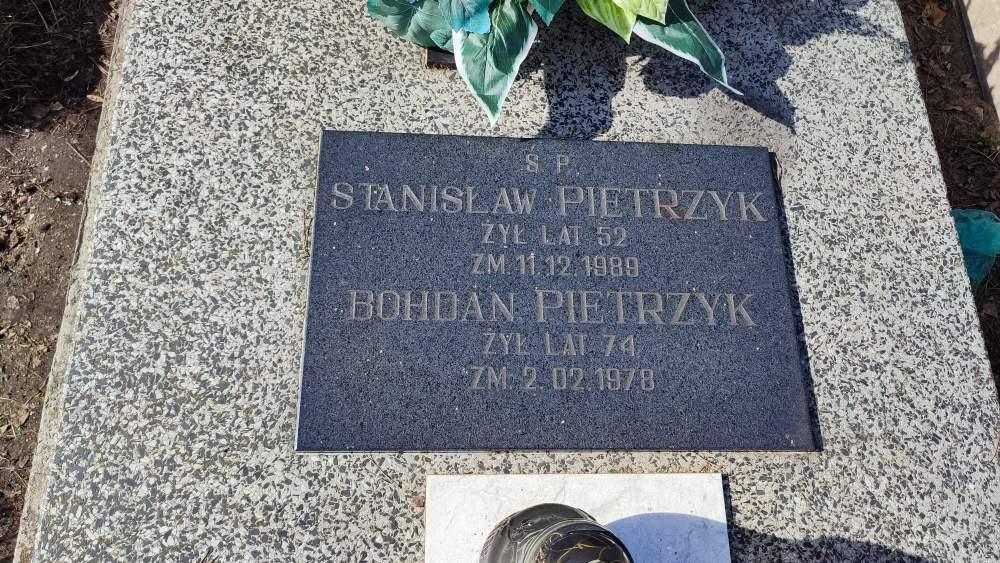 Ś P.
STANISŁAW PIETRZYK
ŻYŁ LAT 52
ZM. 11.12.1989
BOHDAN PIETRZYK
ŻYŁ LAT 74
ZM. 2.02.1978